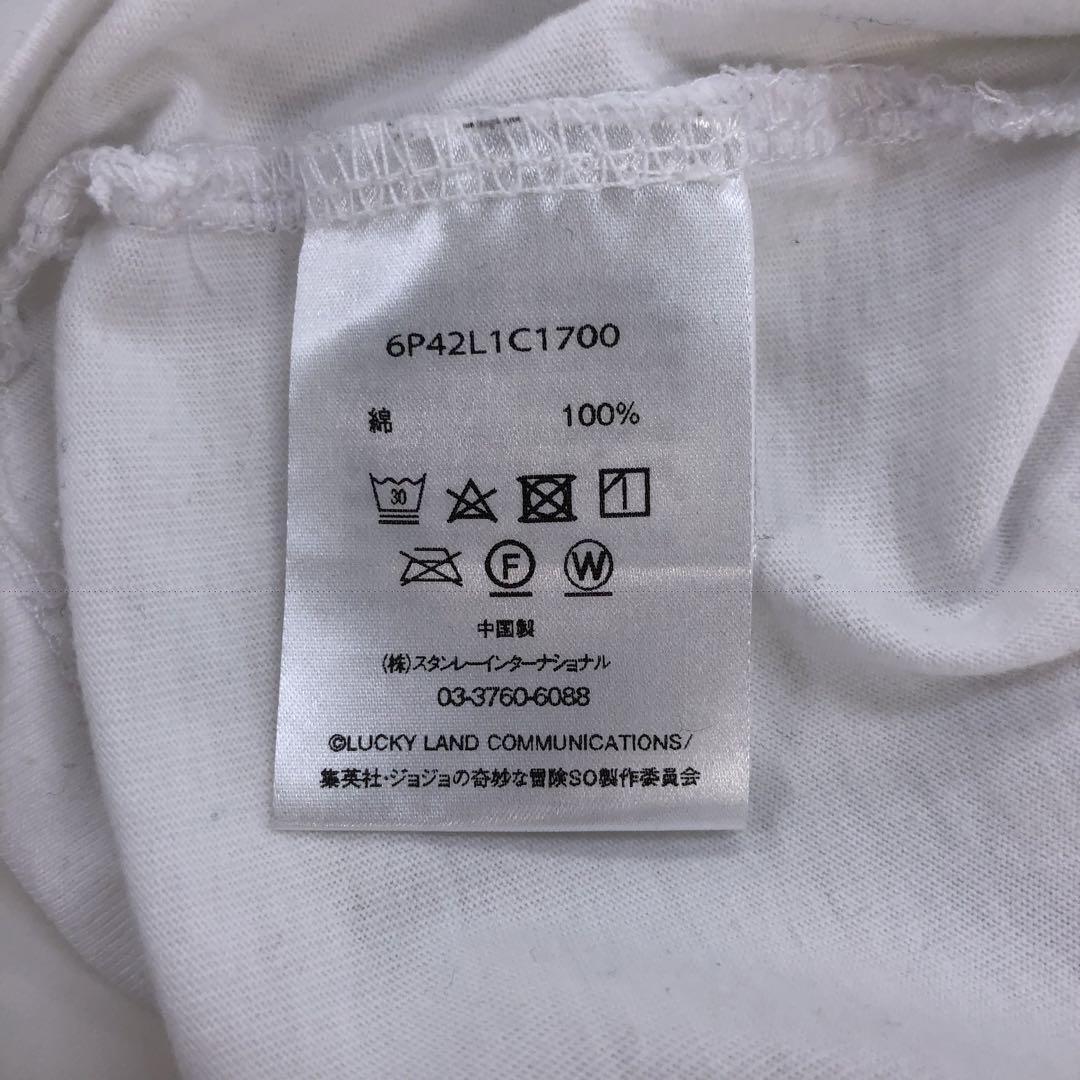 6P42L1C1700
綿 100%
30
F W
中国製
(株)スタンレーインターナショナル
03-3760-6088
©LUCKY LAND COMMUNICATIONS/
集英社・ジョジョの奇妙な冒険SO製作委員会